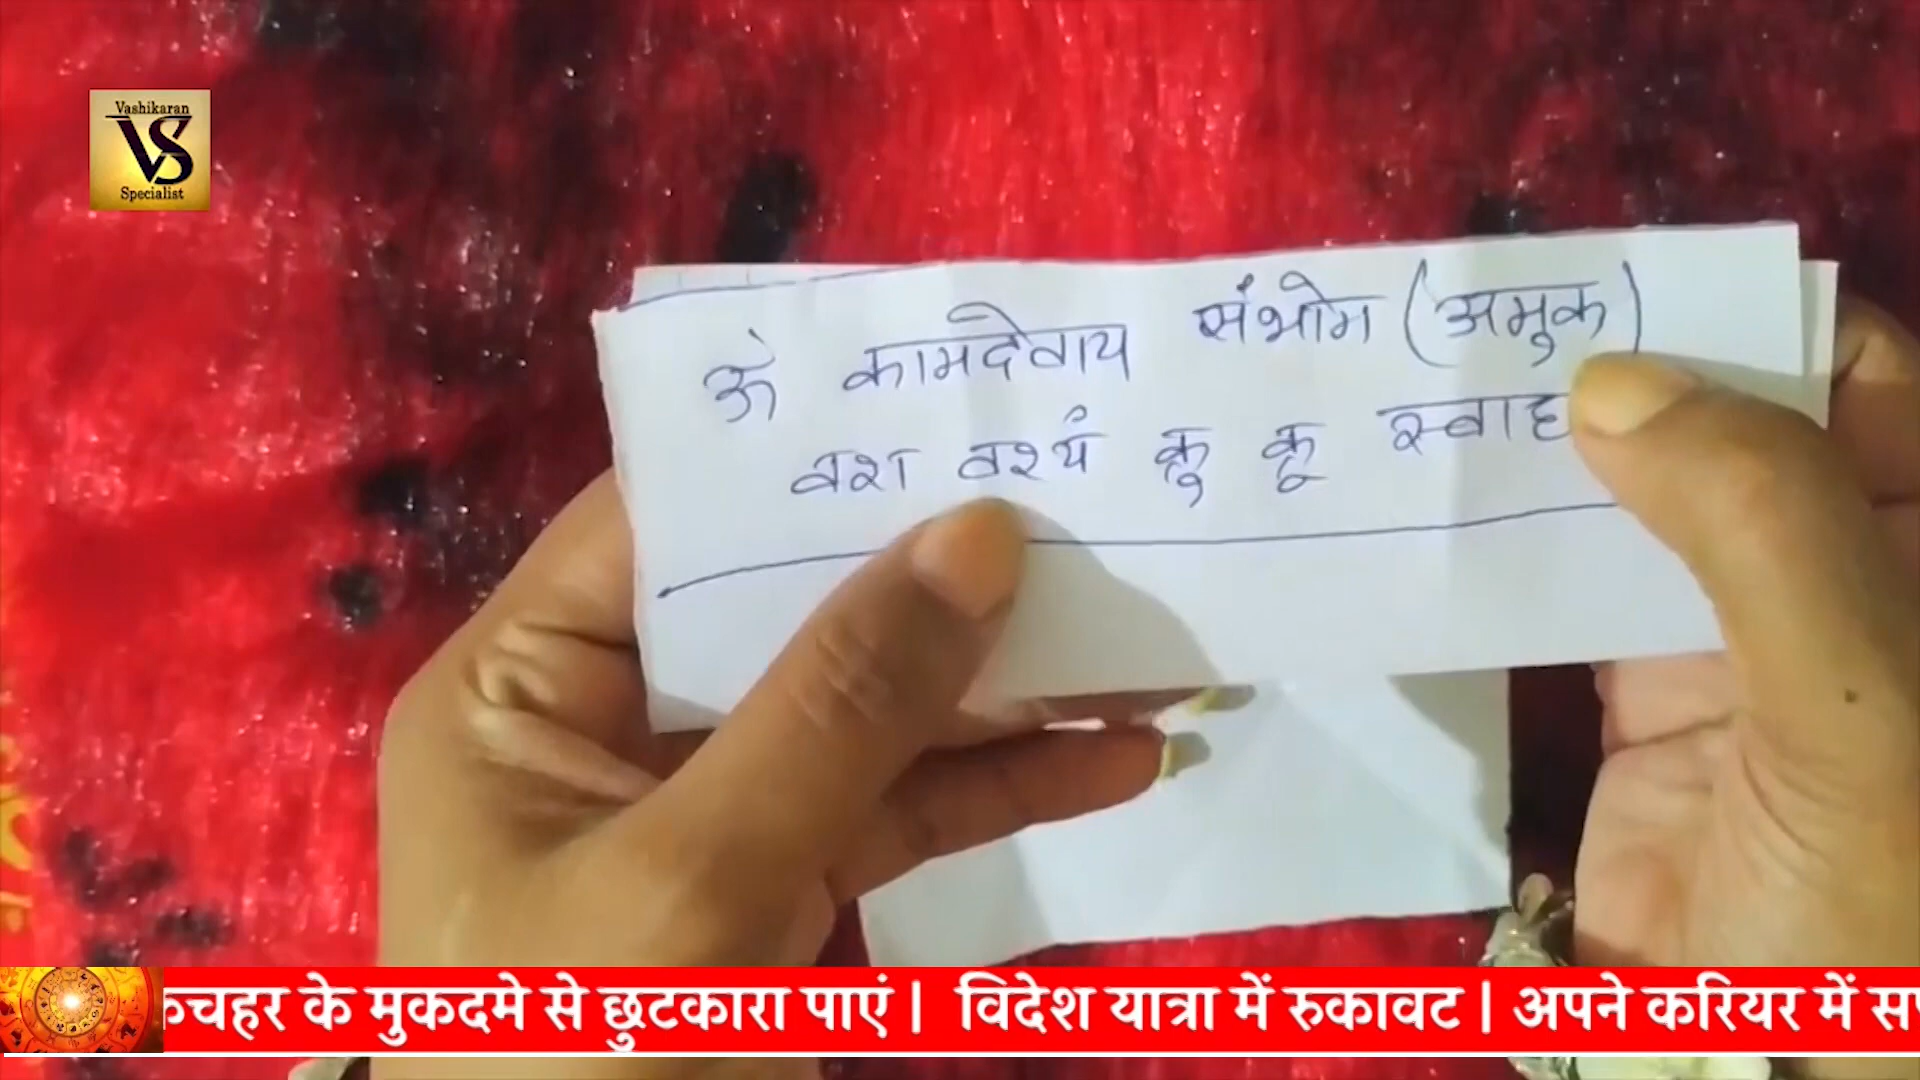 Vashikaran
VS
Specialist
ॐ कामदेवाय संभोग (अमुक)
वश वश्यं क्रू स्वाह
के मुकदमे से छुटकारा पाएं | विदेश यात्रा में रुकावट | अपने करियर में